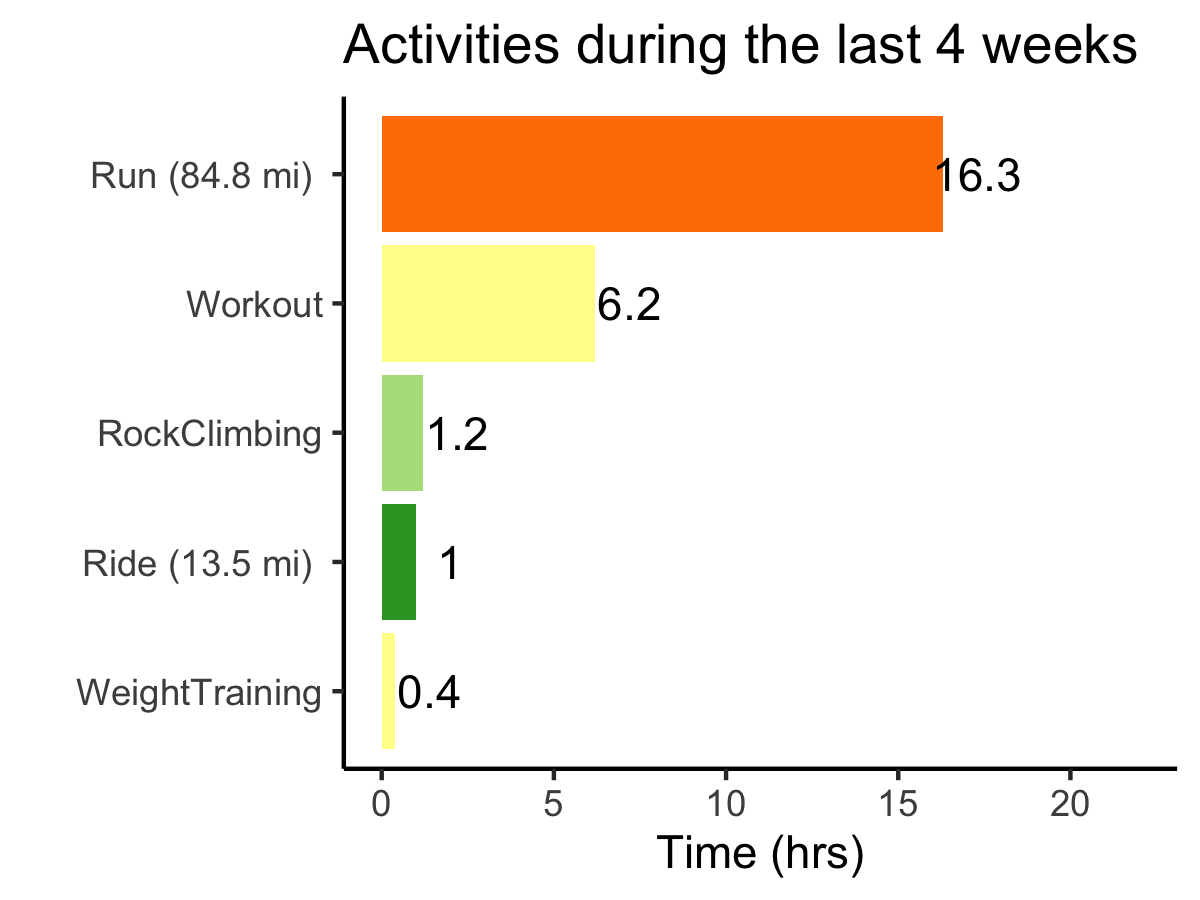 Activities during the last 4 weeks
Run (84.8 mi)
16.3
Workout
6.2
RockClimbing
1.2
Ride (13.5 mi)
1
WeightTraining
0.4
0 5 10 15 20
Time (hrs)